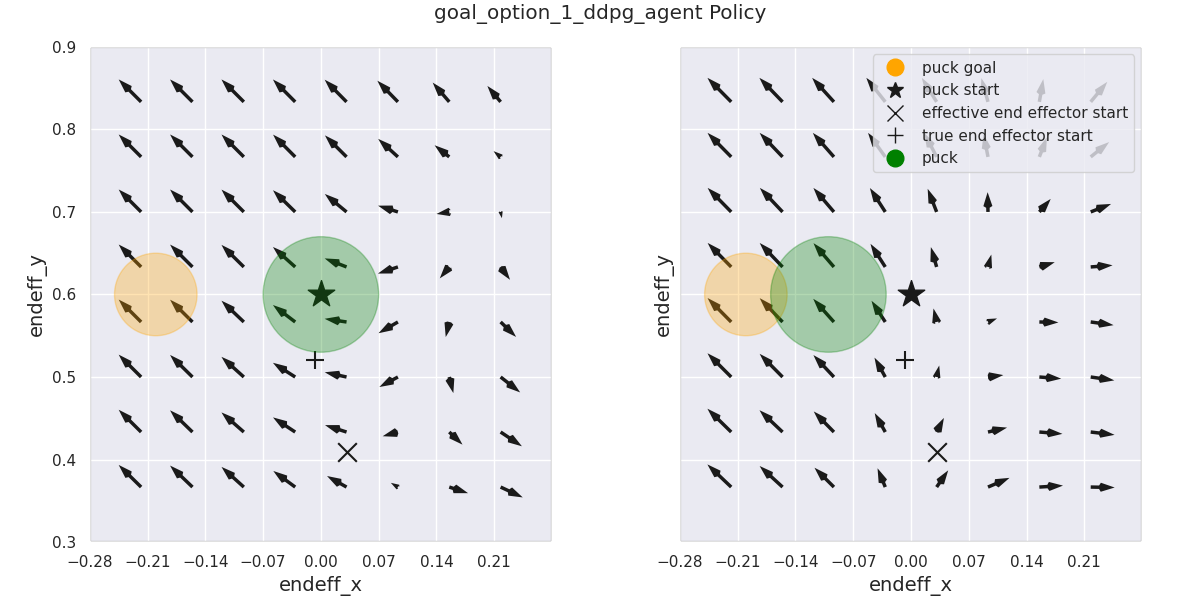 goal_option_1_ddpg_agent Policy
0.9
0.8
0.7
0.6
0.5
0.4
0.3
endeff_y
−0.28 −0.21 −0.14 −0.07 0.00 0.07 0.14 0.21
endeff_x
puck goal
puck start
effective end effector start
true end effector start
puck
endeff_y
−0.28 −0.21 −0.14 −0.07 0.00 0.07 0.14 0.21
endeff_x